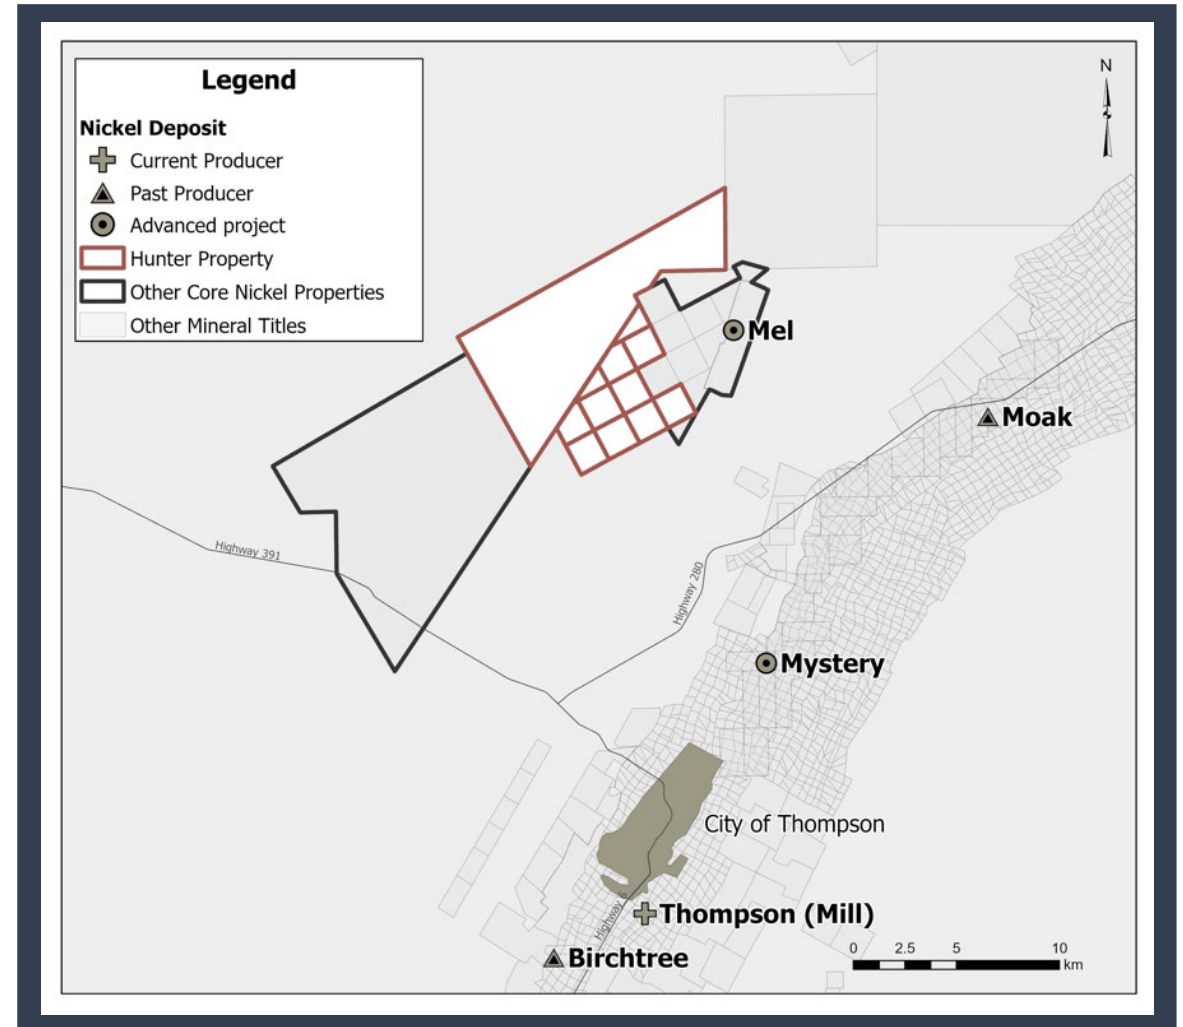 Legend
Nickel Deposit
Current Producer
Past Producer
Advanced project
Hunter Property
Other Core Nickel Properties
Other Mineral Titles
N
Mel
Moak
Highway 391
Highway 280
Mystery
City of Thompson
Highway 6
Thompson (Mill)
Birchtree
0 2.5 5 10
km